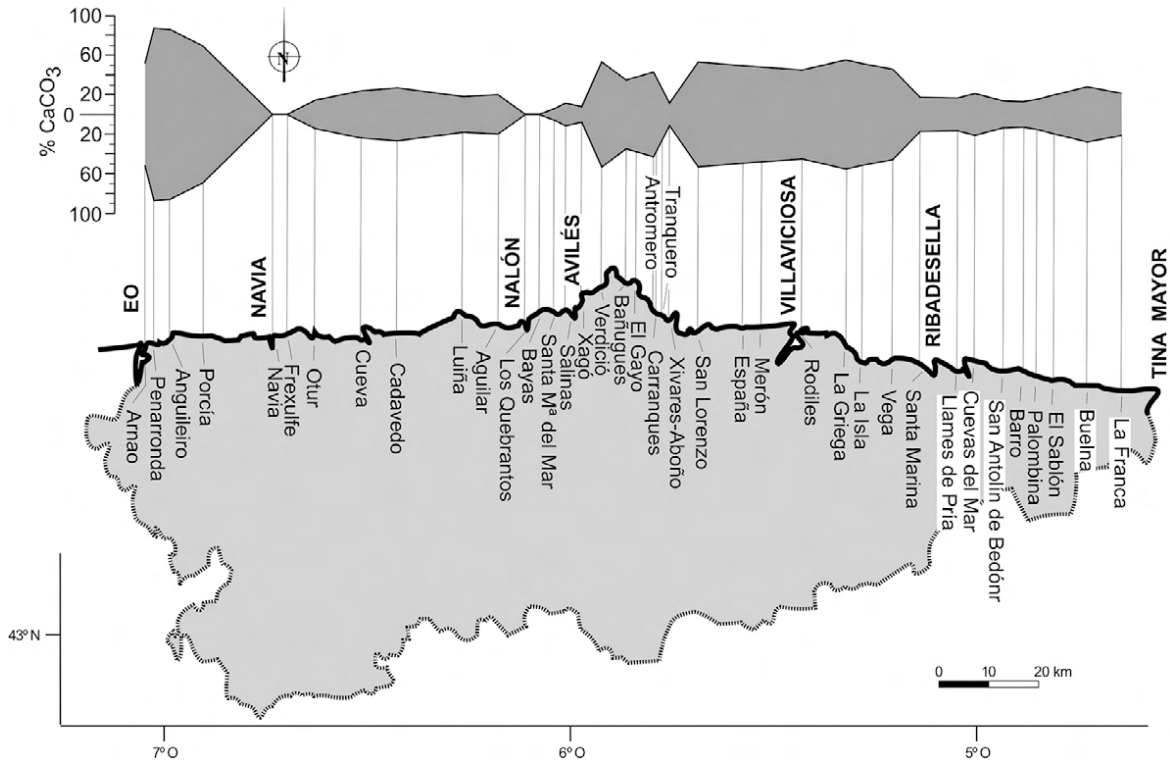 100
60
20
0
20
60
100
% CaCO3
N
EO
NAVIA
NALÓN
AVILÉS
VILLAVICIOSA
RIBADESELLA
TINA MAYOR
Arnao
Penarronda
Anguileiro
Porcía
Navia
Frexulfe
Otur
Cueva
Cadavedo
Luiña
Aguilar
Los Quebrantos
Bayas
Santa Mª del Mar
Salinas
Xagó
Verdicio
Bañugues
El Gayo
Carranques
Antromero
Tranquero
Xivares-Aboño
San Lorenzo
España
Merón
Rodiles
La Griega
La Isla
Vega
Santa Marina
Llames de Pría
Cuevas del Mar
San Antolín de Bedónr
Barro
Palombina
El Sablón
Buelna
La Franca
43ºN
0 10 20 km
7ºO
6ºO
5ºO